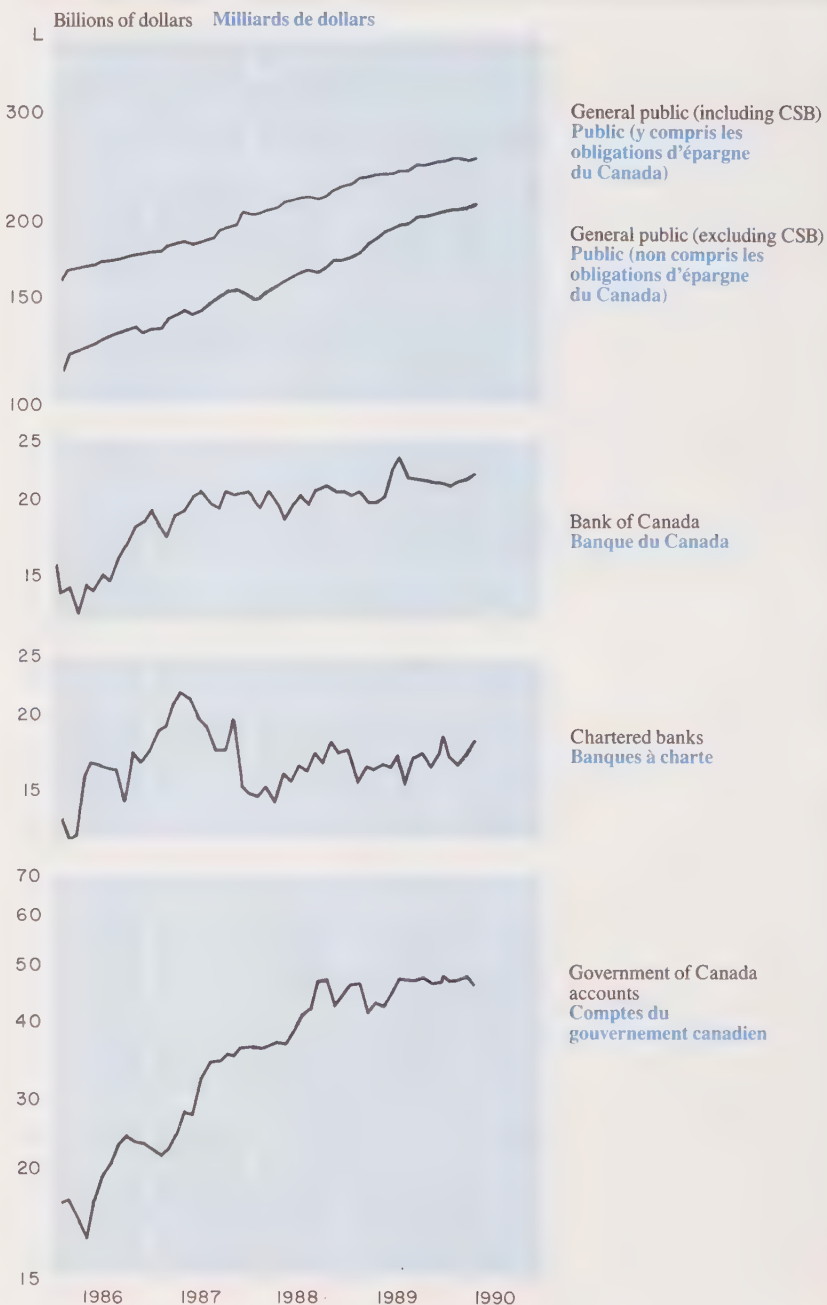 Billions of dollars Milliards de dollars
L
300
200
150
100
General public (including CSB)
Public (y compris les
obligations d'épargne
du Canada)
General public (excluding CSB)
Public (non compris les
obligations d'épargne
du Canada)
25
20
15
Bank of Canada
Banque du Canada
25
20
15
Chartered banks
Banques à charte
70
60
50
40
30
20
15
Government of Canada
accounts
Comptes du
gouvernement canadien
1986 1987 1988 1989 1990